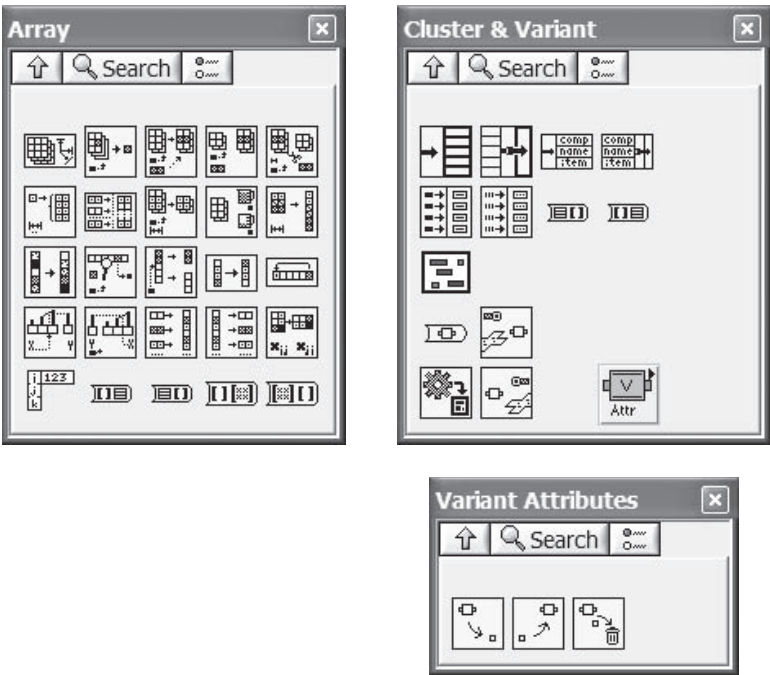 Array
Search
X Y
Y X
x i j x i j
i 123
j
k
Cluster & Variant
Search
comp
name
item
comp
name
item
V
Attr
Variant Attributes
Search